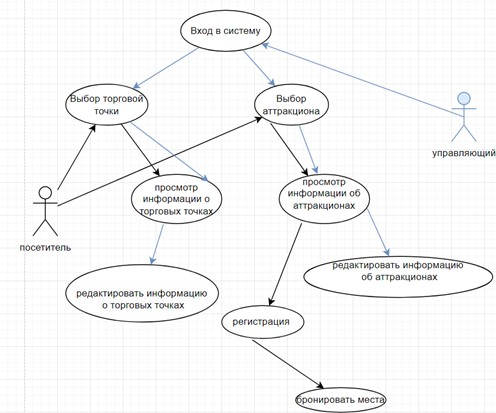 Вход в систему
Выбор торговой
точки
Выбор
аттракциона
управляющий
посетитель
просмотр
информации о
торговых точках
просмотр
информации об
аттракционах
редактировать информацию
о торговых точках
редактировать информацию
об аттракционах
регистрация
бронировать места